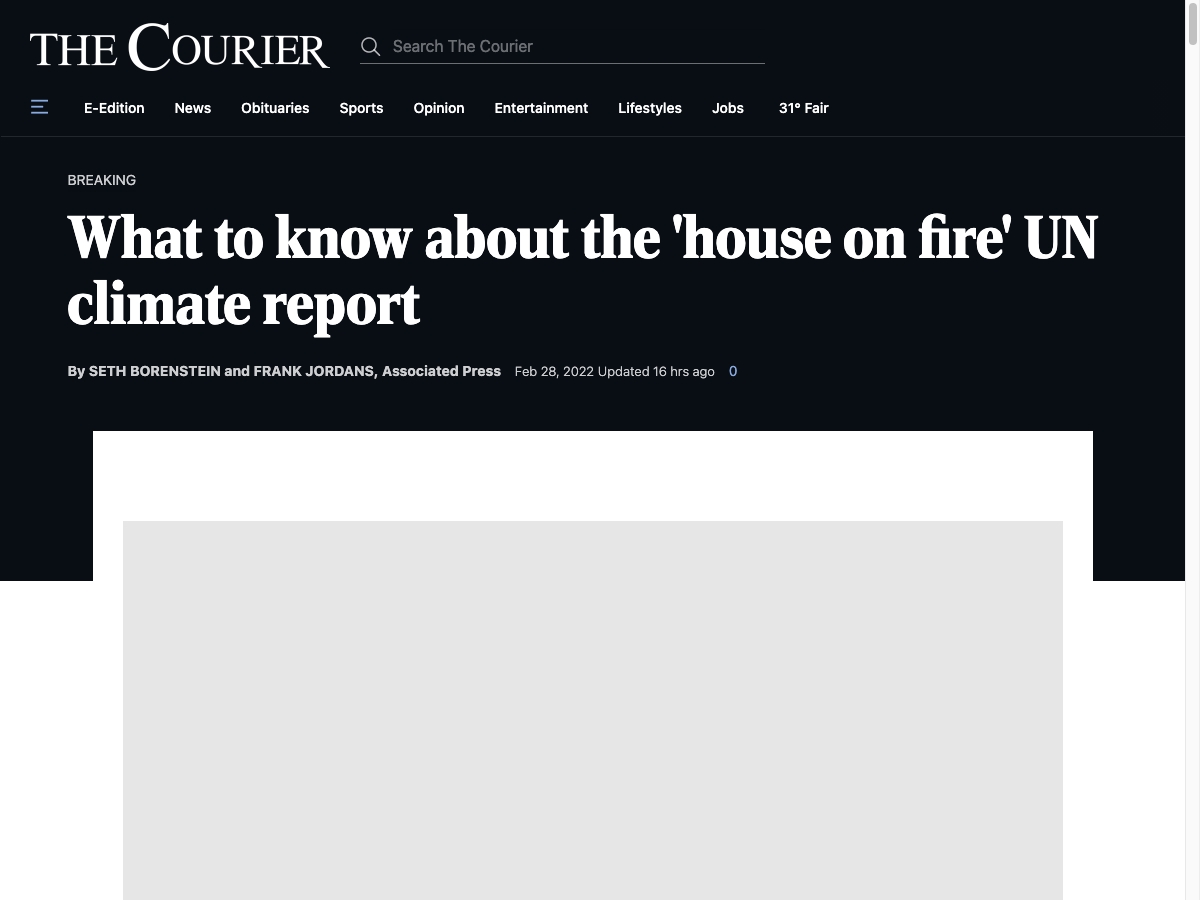 THE COURIER
Search The Courier
E-Edition News Obituaries Sports Opinion Entertainment Lifestyles Jobs 31° Fair
BREAKING
What to know about the 'house on fire' UN
climate report
By SETH BORENSTEIN and FRANK JORDANS, Associated Press Feb 28, 2022 Updated 16 hrs ago 0